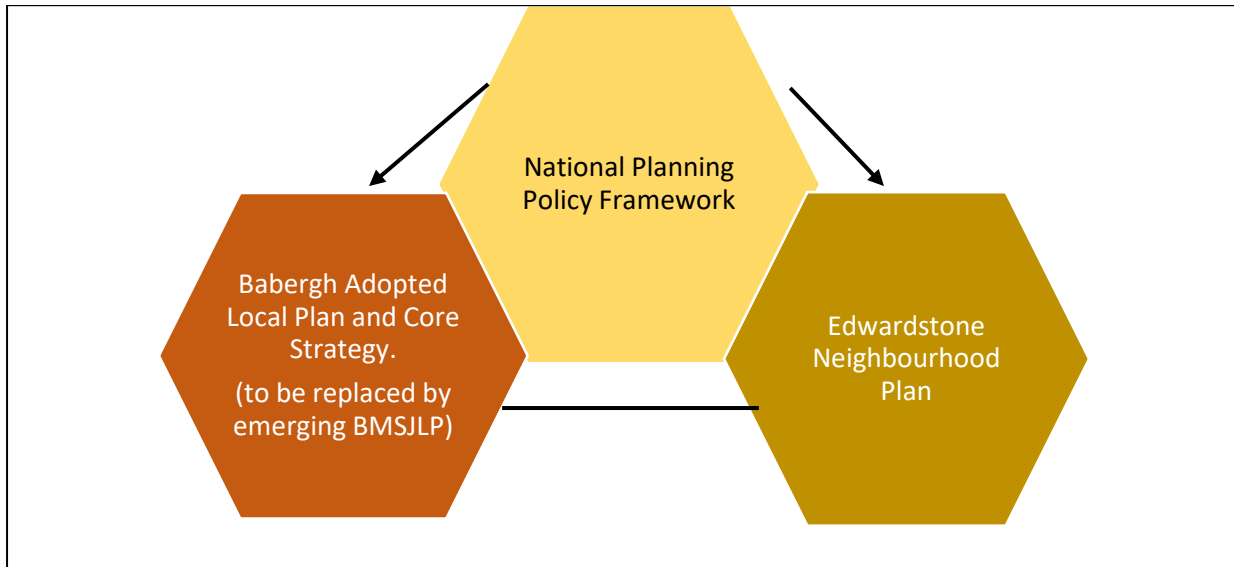 National Planning
Policy Framework
Babergh Adopted
Local Plan and Core
Strategy.
(to be replaced by
emerging BMSJLP)
Edwardstone
Neighbourhood
Plan